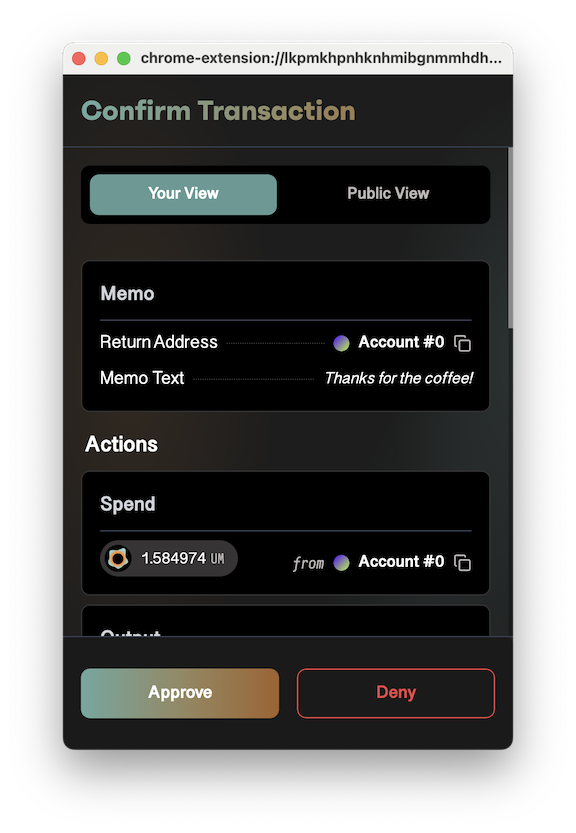 chrome-extension://lkpmkhpnhknhmibgnmmhdh...
Confirm Transaction
Your View
Public View
Memo
Return Address
Account #0
Memo Text
Thanks for the coffee!
Actions
Spend
1.584974 UM
from Account #0
Output
Approve
Deny